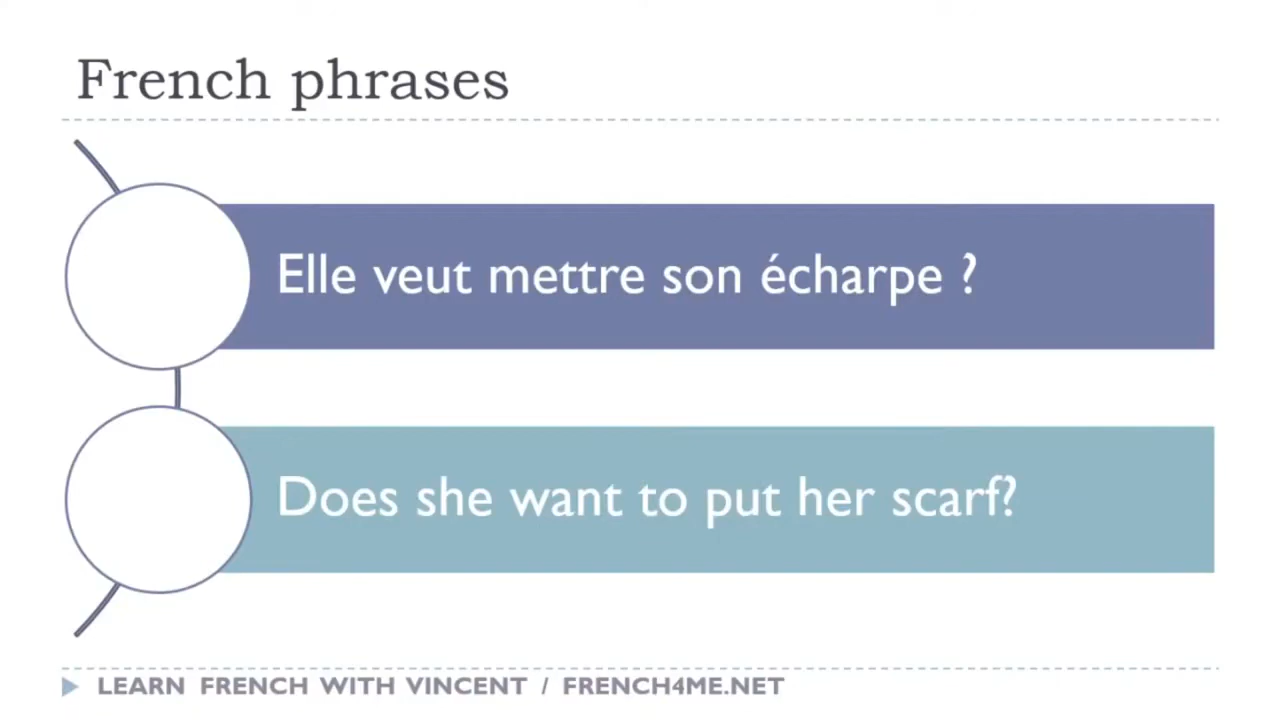 French phrases
Elle veut mettre son écharpe ?
Does she want to put her scarf?
LEARN FRENCH WITH VINCENT / FRENCH4ME.NET